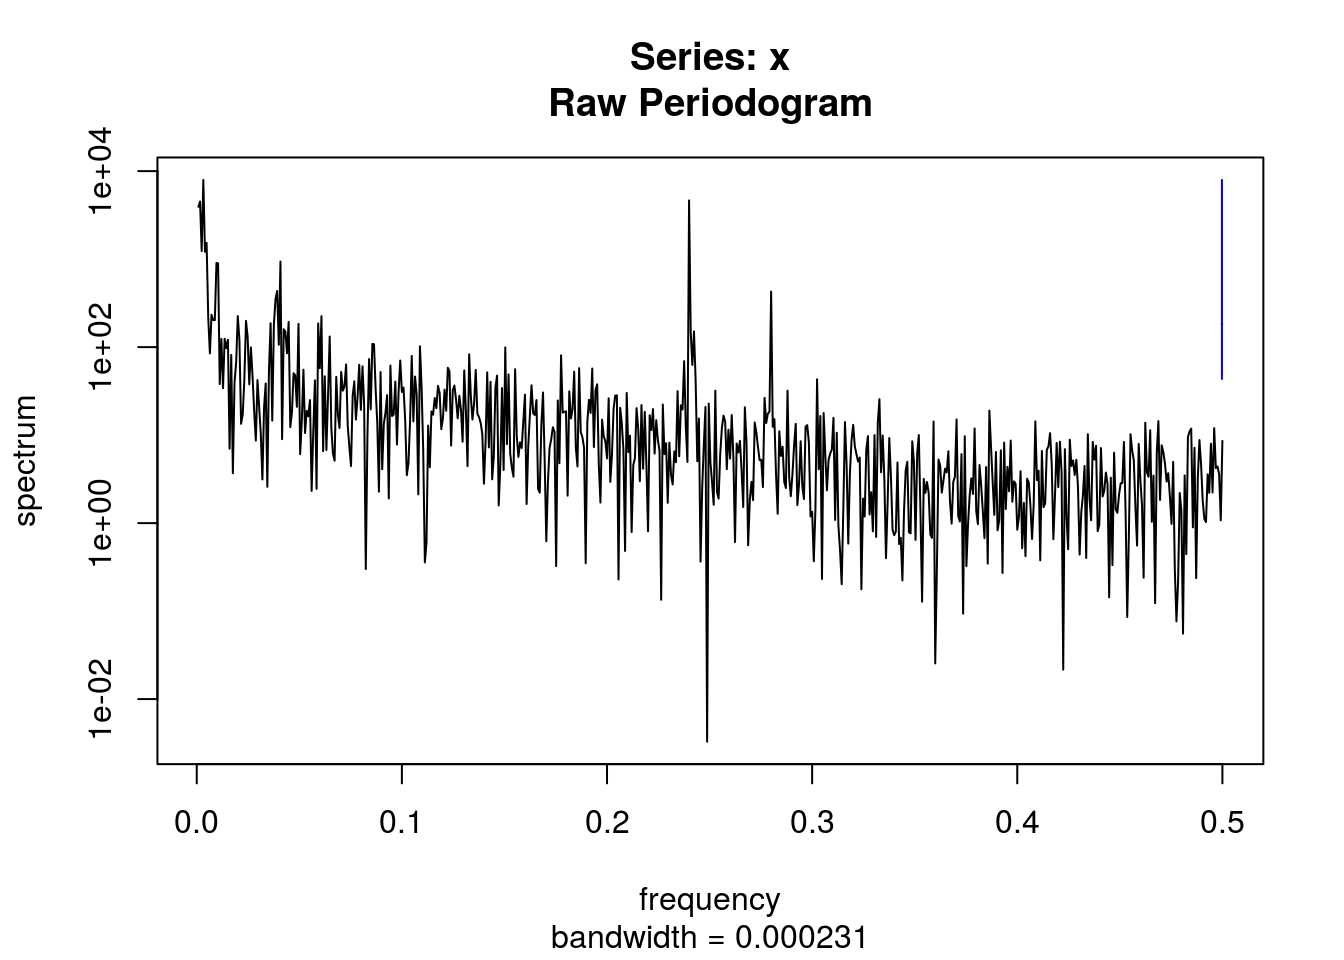 Series: x
Raw Periodogram
1e+04
1e+02
1e+00
1e-02
spectrum
0.0 0.1 0.2 0.3 0.4 0.5
frequency
bandwidth = 0.000231